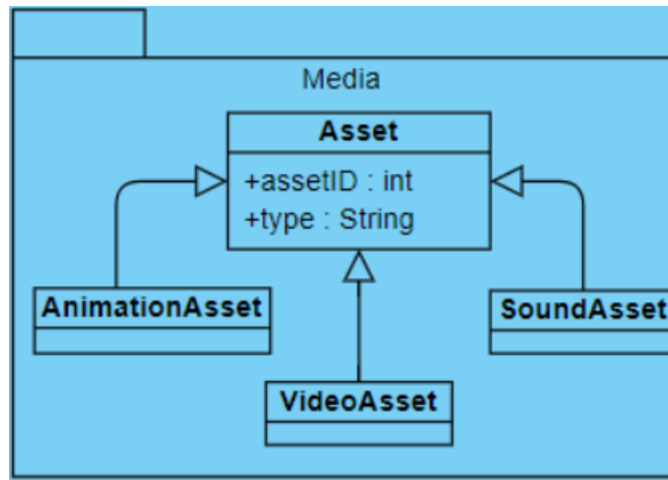 Media
Asset
+assetID : int
+type : String
AnimationAsset
SoundAsset
VideoAsset